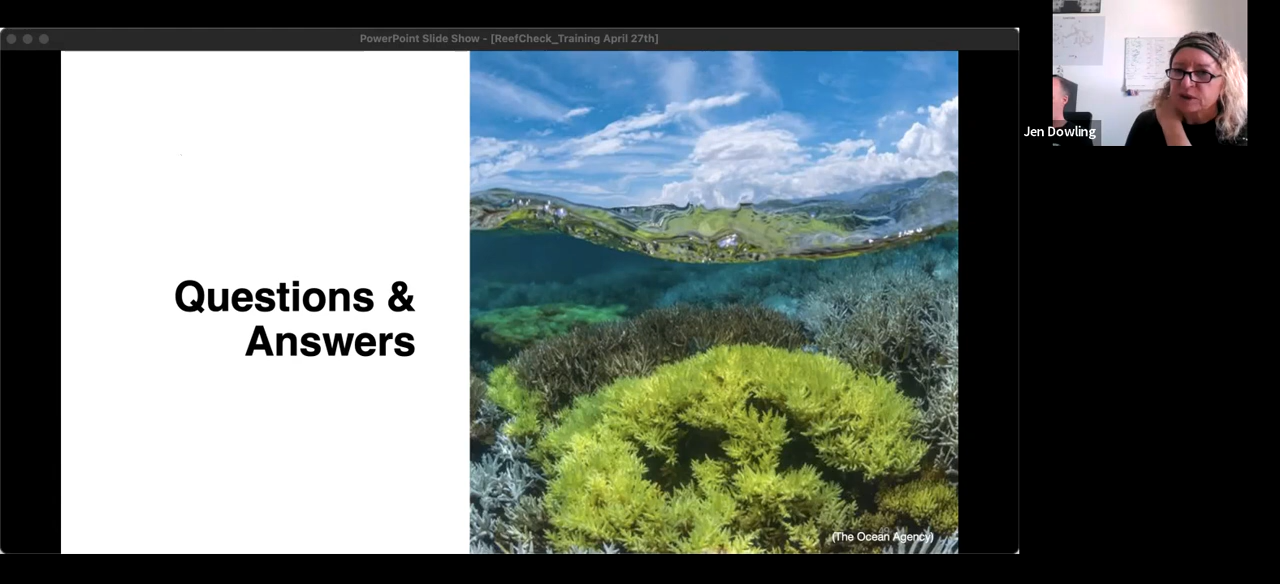 PowerPoint Slide Show - [ReefCheck_Training April 27th]
Jen Dowling
Questions &
Answers
(The Ocean Agency)